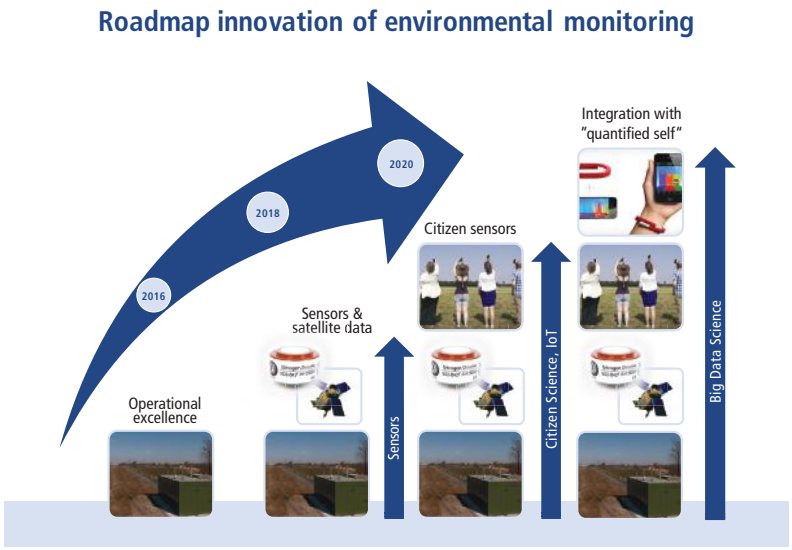 Roadmap innovation of environmental monitoring
2016
2018
2020
Operational
excellence
Sensors &
satellite data
Sensors
Citizen sensors
Citizen Science, IoT
Integration with
"quantified self"
Big Data Science